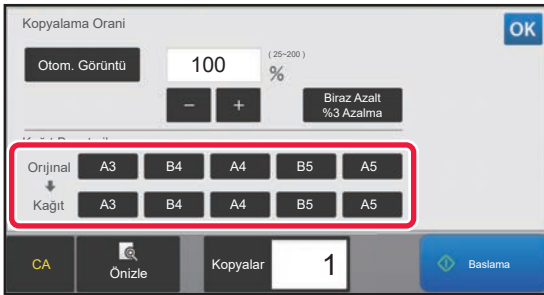 Kopyalama Orani
OK
Otom. Görüntü
100
(25~200)
%
− +
Biraz Azalt
%3 Azalma
Orijinal A3 B4 A4 B5 A5
Kağıt A3 B4 A4 B5 A5
CA
Önizle
Kopyalar
1
Baslama